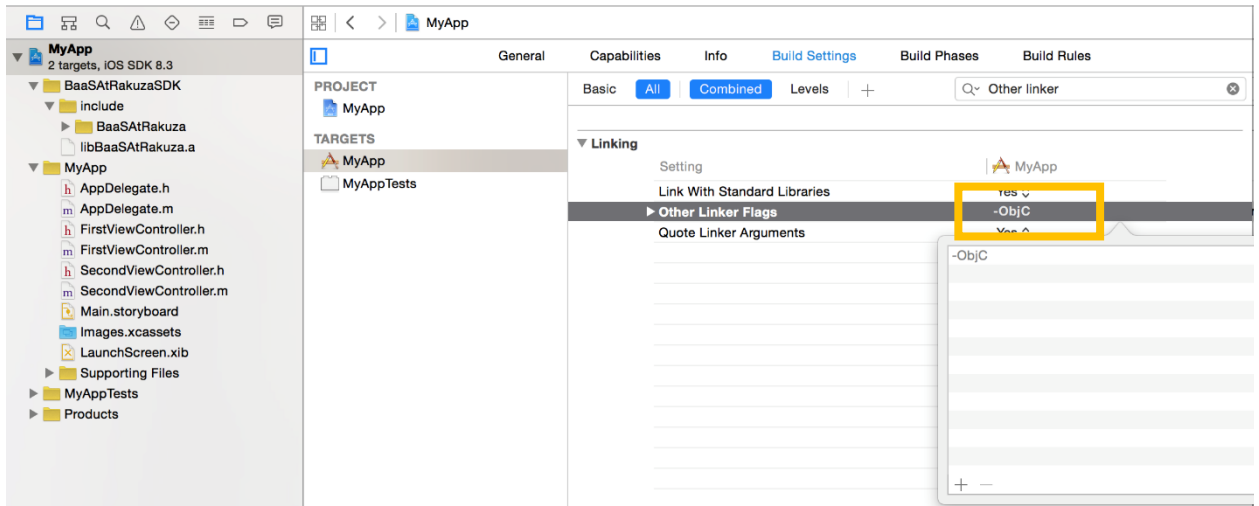 MyApp
MyApp
2 targets, iOS SDK 8.3
BaaSAtRakuzaSDK
include
BaaSAtRakuza
libBaaSAtRakuza.a
MyApp
h AppDelegate.h
m AppDelegate.m
h FirstViewController.h
m FirstViewController.m
h SecondViewController.h
m SecondViewController.m
Main.storyboard
Images.xcassets
LaunchScreen.xib
Supporting Files
MyAppTests
Products
General Capabilities Info Build Settings Build Phases Build Rules
PROJECT
MyApp
TARGETS
MyApp
MyAppTests
Basic All Combined Levels Other linker
Linking
Setting MyApp
Link With Standard Libraries Yes
Other Linker Flags -ObjC
Quote Linker Arguments Yes
-ObjC